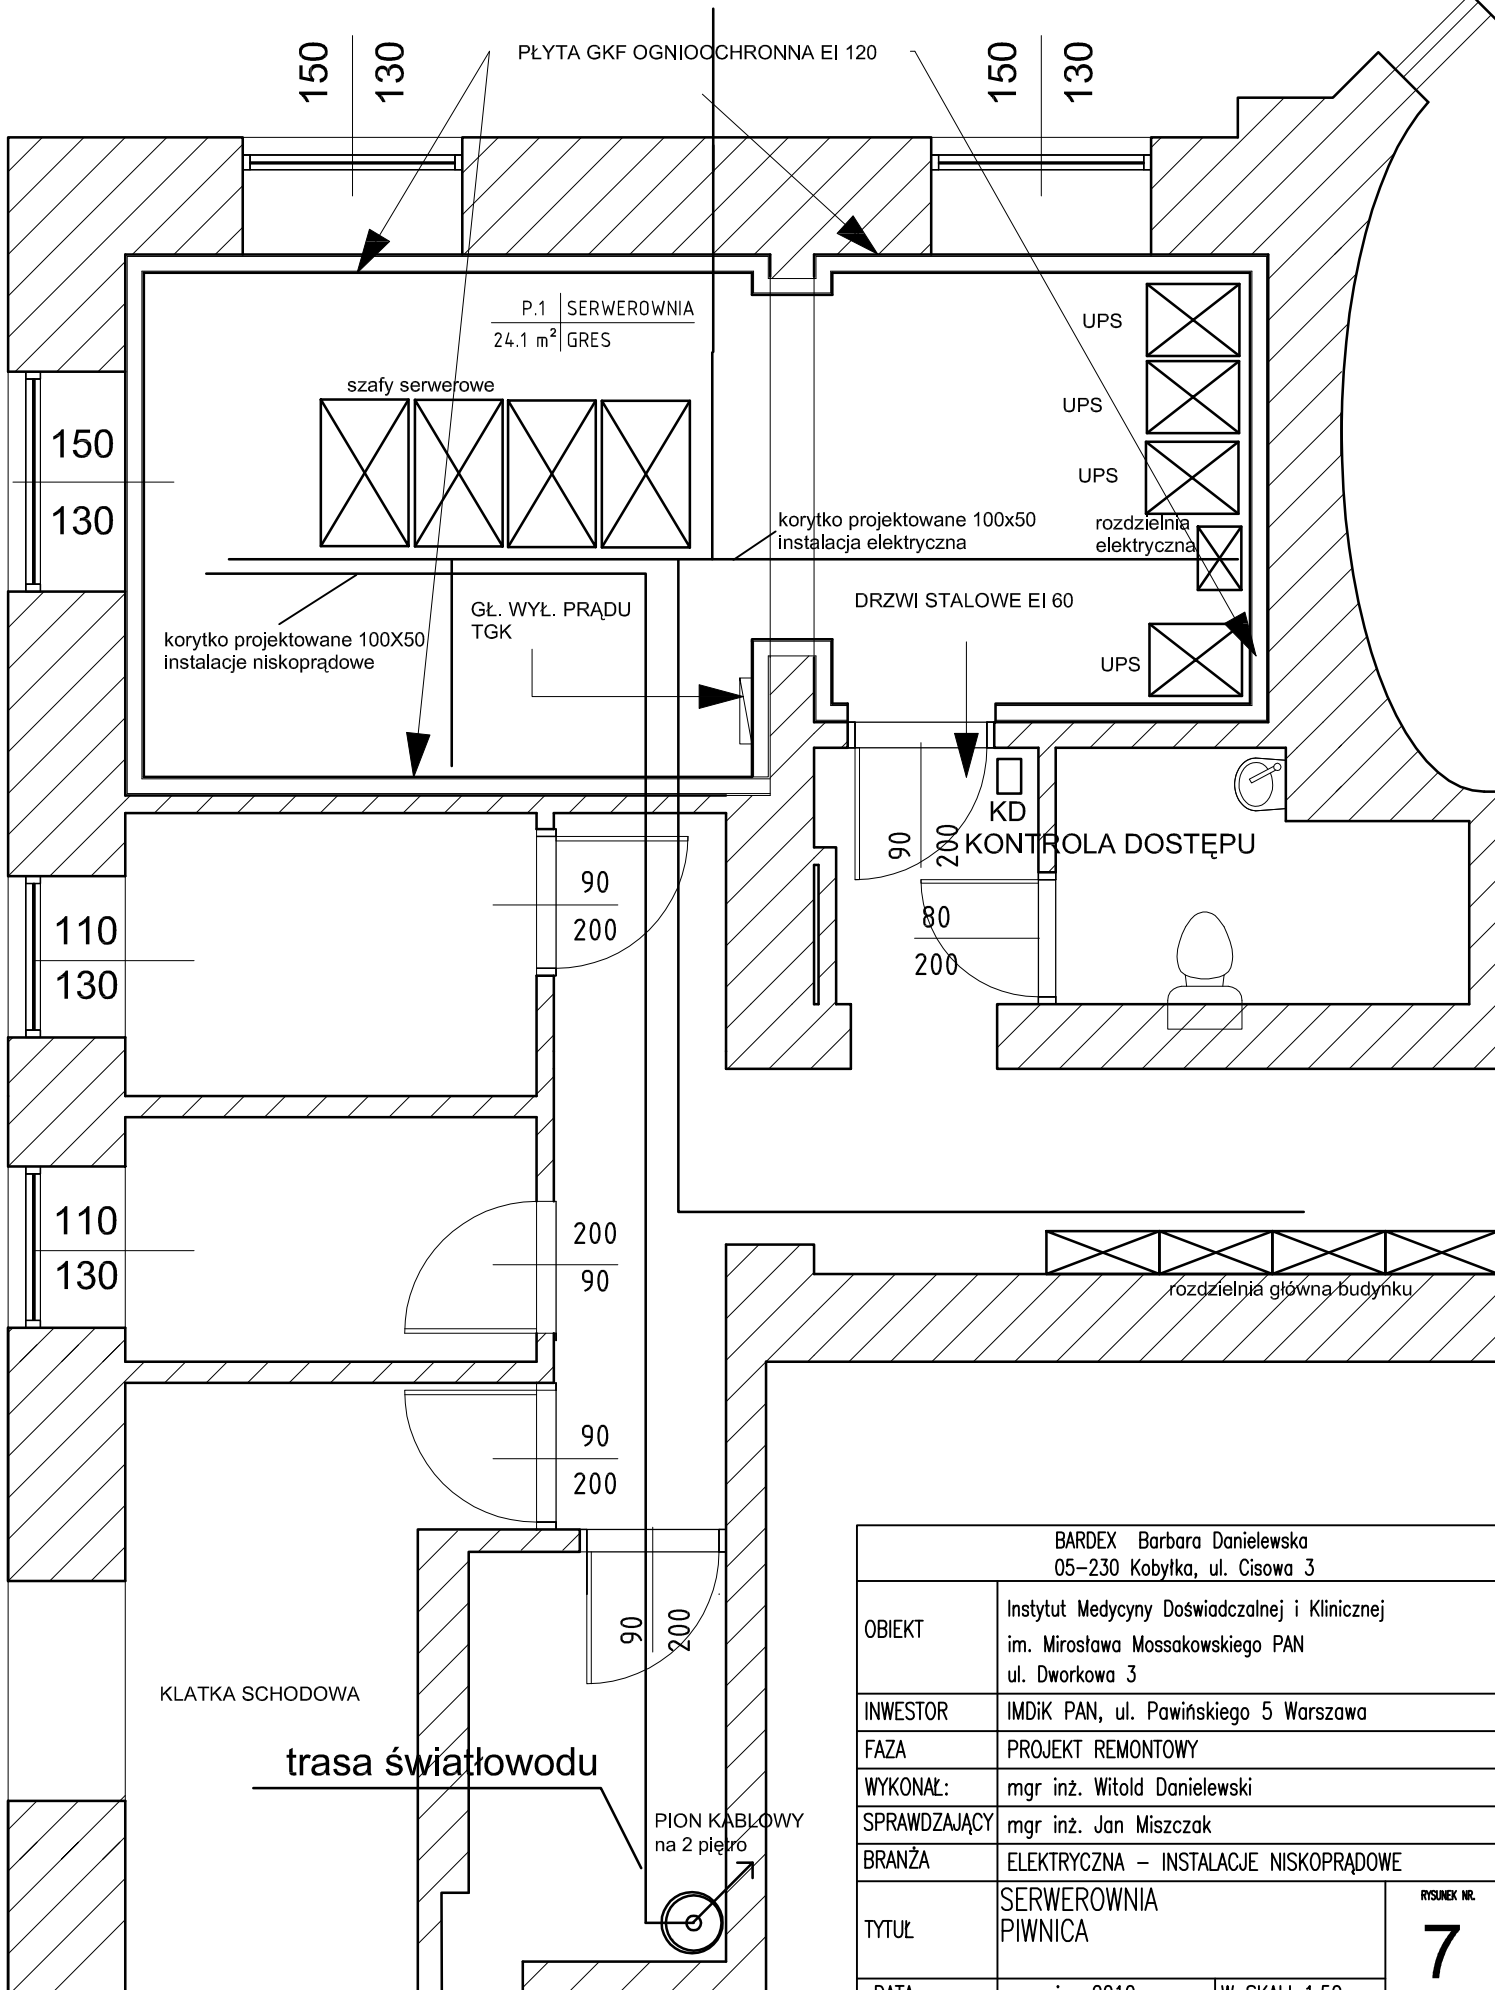 150
130
PŁYTA GKF OGNIOOCHRONNA EI 120
150
130
P.1 SERWEROWNIA
24.1 m² GRES
szafy serwerowe
UPS
UPS
UPS
150
130
korytko projektowane 100x50
instalacja elektryczna
rozdzielnia
elektryczna
GŁ. WYŁ. PRĄDU
TGK
DRZWI STALOWE EI 60
korytko projektowane 100X50
instalacje niskoprądowe
UPS
KD
KONTROLA DOSTĘPU
90
200
90
200
80
200
110
130
110
130
200
90
rozdzielnia główna budynku
90
200
90
200
KLATKA SCHODOWA
trasa światłowodu
PION KABLOWY
na 2 piętro
BARDEX Barbara Danielewska
05-230 Kobyłka, ul. Cisowa 3
OBIEKT
Instytut Medycyny Doświadczalnej i Klinicznej
im. Mirosława Mossakowskiego PAN
ul. Dworkowa 3
INWESTOR IMDiK PAN, ul. Pawińskiego 5 Warszawa
FAZA PROJEKT REMONTOWY
WYKONAŁ: mgr inż. Witold Danielewski
SPRAWDZAJĄCY mgr inż. Jan Miszczak
BRANŻA ELEKTRYCZNA – INSTALACJE NISKOPRĄDOWE
TYTUŁ
SERWEROWNIA
PIWNICA
RYSUNEK NR.
7